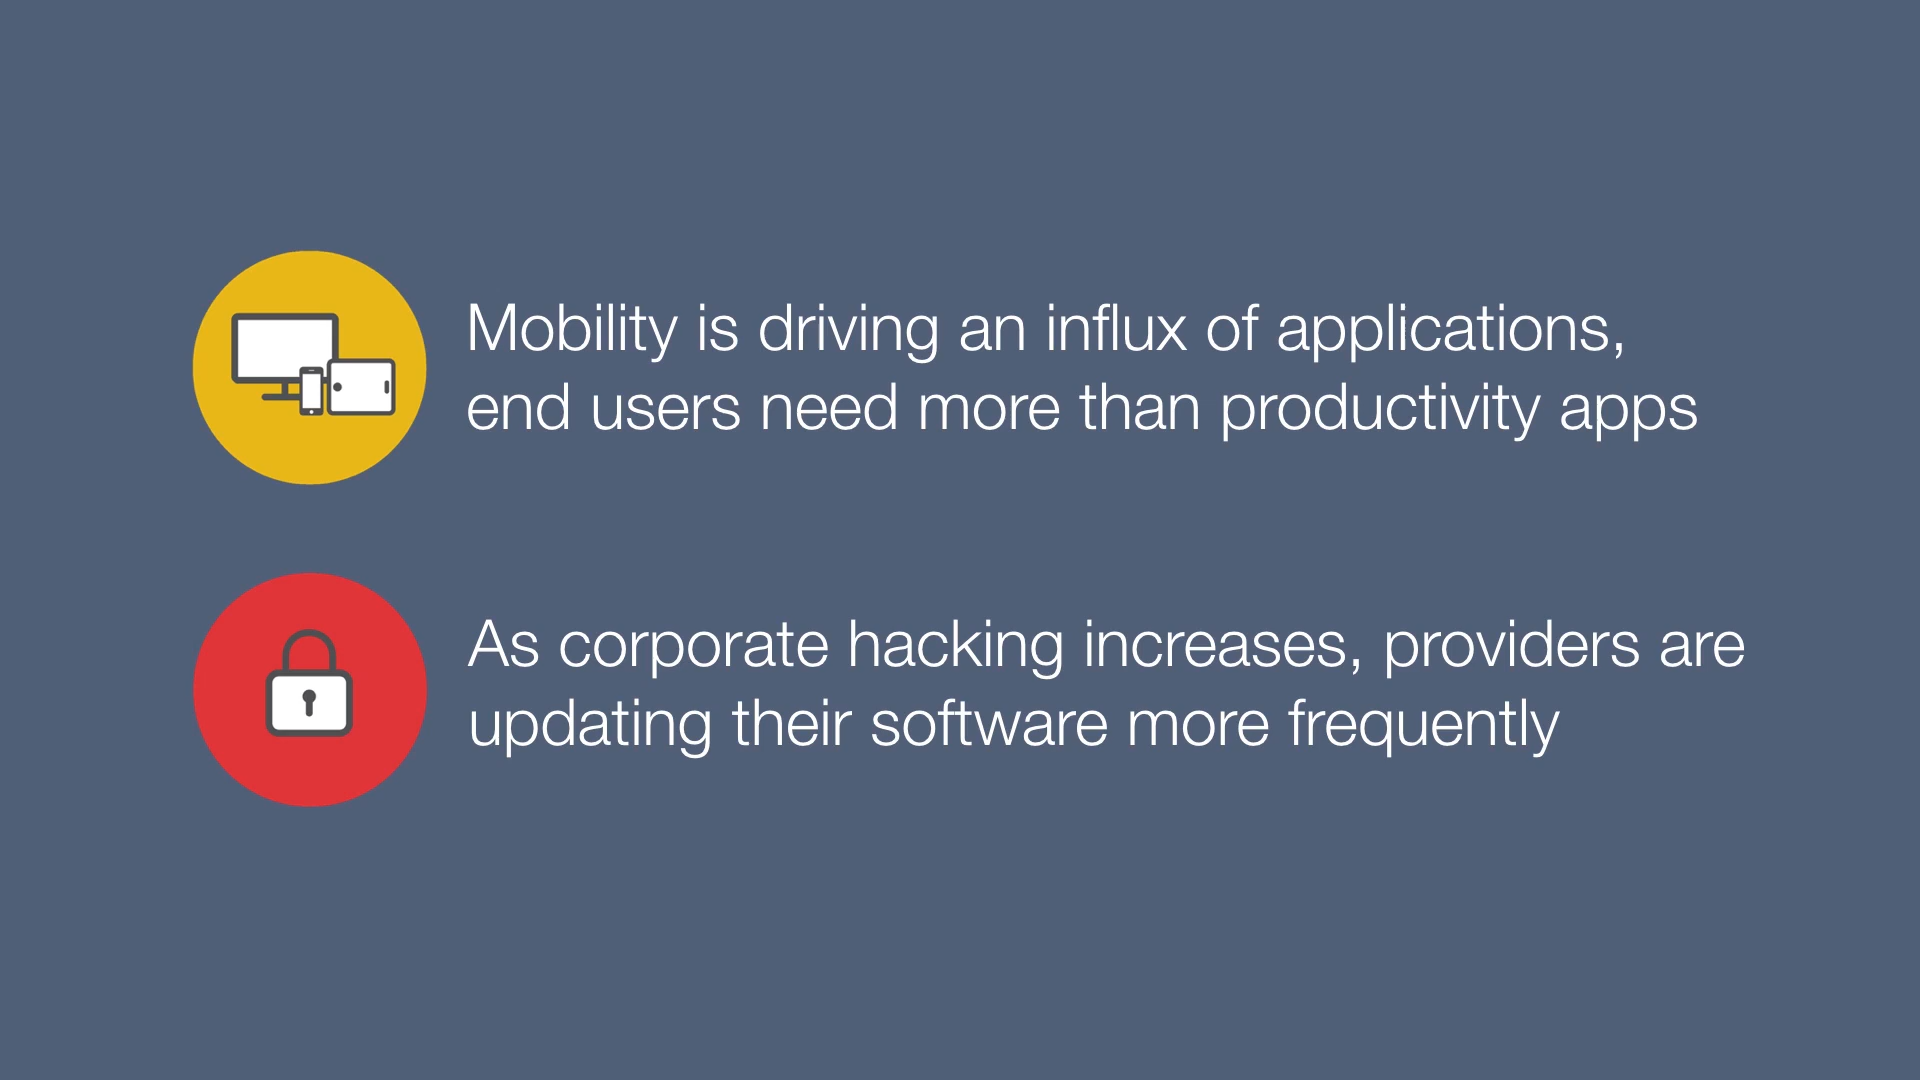 Mobility is driving an influx of applications,
end users need more than productivity apps
As corporate hacking increases, providers are
updating their software more frequently